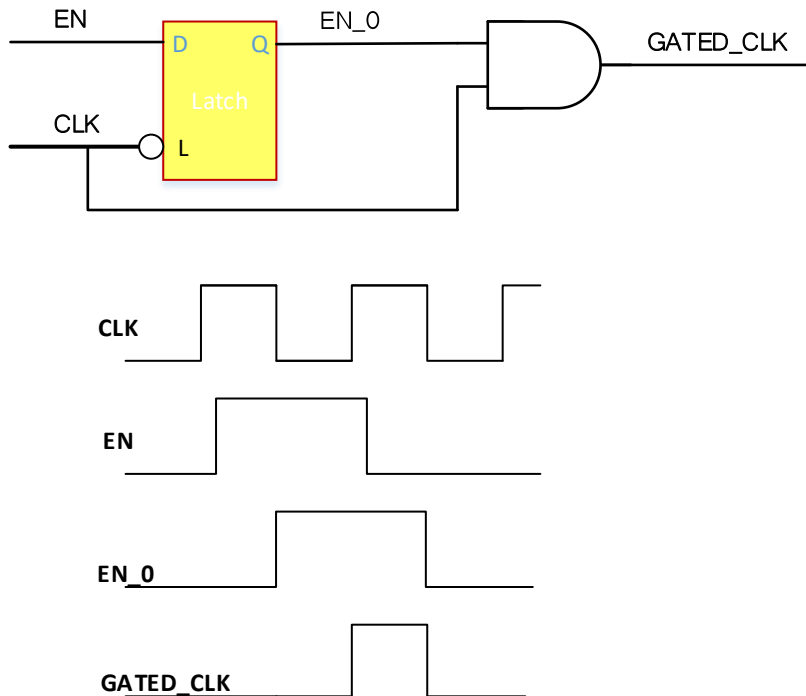 EN
EN_0
D
Q
GATED_CLK
Latch
CLK
L
CLK
EN
EN_0
GATED_CLK